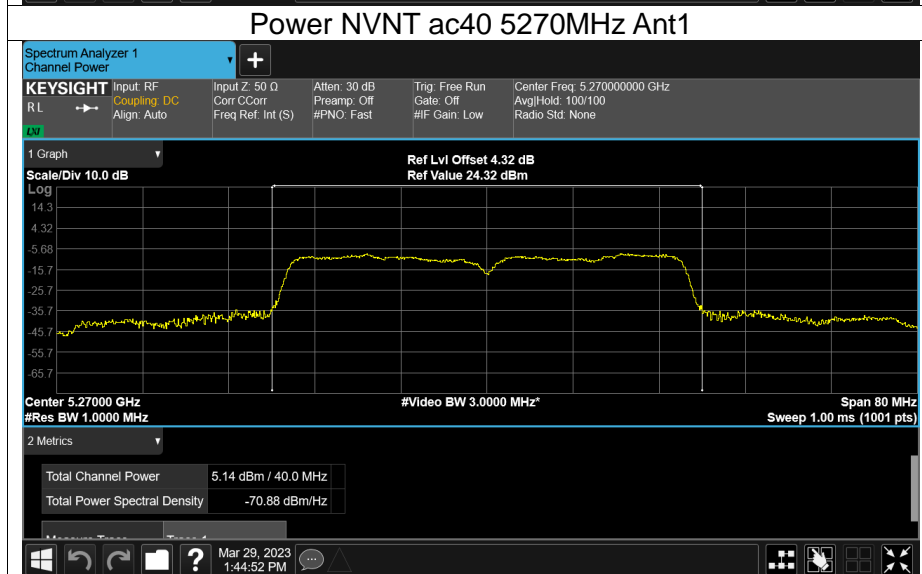 Power NVNT ac40 5270MHz Ant1
Spectrum Analyzer 1
Channel Power
+
KEYSIGHT
R L
LXI
Input: RF
Coupling: DC
Align: Auto
Input Z: 50 Ω
Corr CCorr
Freq Ref: Int (S)
Atten: 30 dB
Preamp: Off
#PNO: Fast
Trig: Free Run
Gate: Off
#IF Gain: Low
Center Freq: 5.270000000 GHz
Avg|Hold: 100/100
Radio Std: None
1 Graph
Scale/Div 10.0 dB
Ref Lvl Offset 4.32 dB
Ref Value 24.32 dBm
Log
14.3
4.32
-5.68
-15.7
-25.7
-35.7
-45.7
-55.7
-65.7
Center 5.27000 GHz
#Video BW 3.0000 MHz*
Span 80 MHz
#Res BW 1.0000 MHz
Sweep 1.00 ms (1001 pts)
2 Metrics
Total Channel Power 5.14 dBm / 40.0 MHz
Total Power Spectral Density -70.88 dBm/Hz
?
Mar 29, 2023
1:44:52 PM